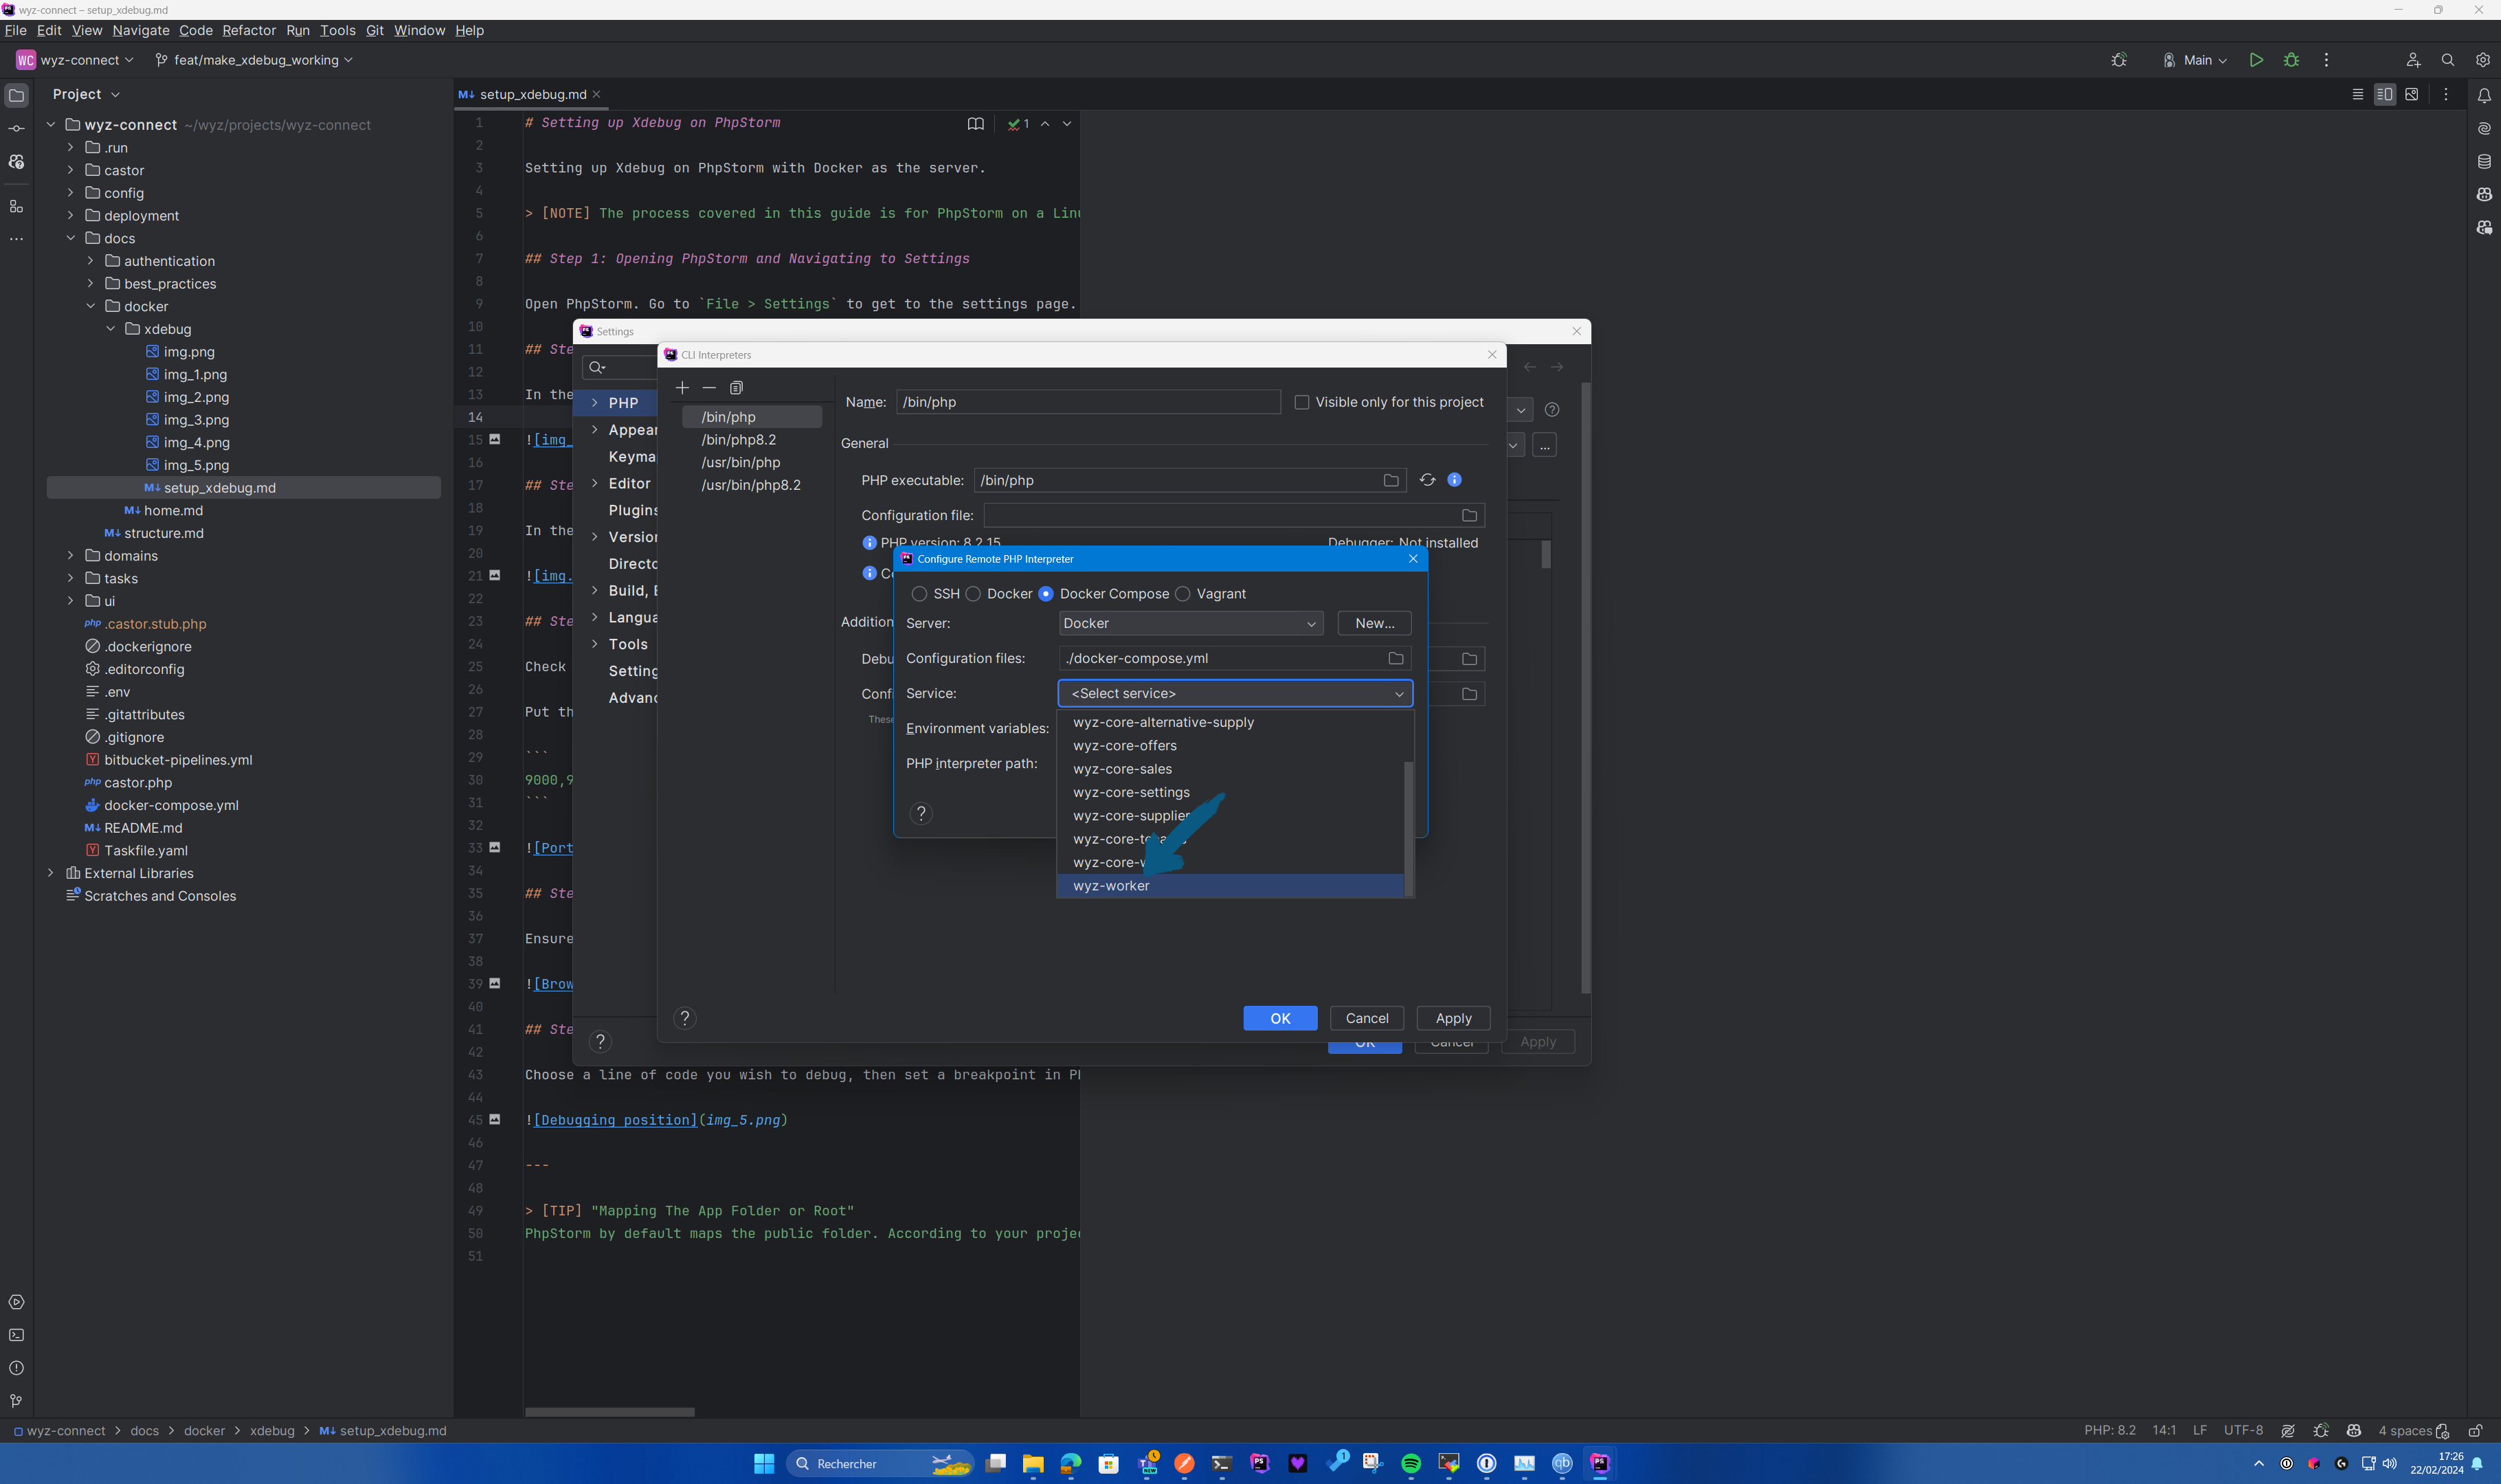 wyz-connect – setup_xdebug.md
File Edit View Navigate Code Refactor Run Tools Git Window Help
WC wyz-connect feat/make_xdebug_working Main
Project
wyz-connect ~/wyz/projects/wyz-connect
.run
castor
config
deployment
docs
authentication
best_practices
docker
xdebug
img.png
img_1.png
img_2.png
img_3.png
img_4.png
img_5.png
setup_xdebug.md
home.md
structure.md
domains
tasks
ui
.castor.stub.php
.dockerignore
.editorconfig
.env
.gitattributes
.gitignore
bitbucket-pipelines.yml
castor.php
docker-compose.yml
README.md
Taskfile.yaml
External Libraries
Scratches and Consoles
setup_xdebug.md
1 # Setting up Xdebug on PhpStorm
1
2
3 Setting up Xdebug on PhpStorm with Docker as the server.
4
5 > [NOTE] The process covered in this guide is for PhpStorm on a
6
7 ## Step 1: Opening PhpStorm and Navigating to Settings
8
9 Open PhpStorm. Go to `File > Settings` to get to the settings page.
10
11 ## Ste
12
13 In the
14
15 ![img_
16
17 ## Ste
18
19 In the
20
21 ![img.
22
23 ## Ste
24
25 Check
26
27 Put th
28
29 ```
30 9000,9
31 ```
32
33 ![Port
34
35 ## Ste
36
37 Ensure
38
39 ![Brow
40
41 ## Ste
42
43 Choose a line of code you wish to debug, then set a breakpoint in
44
45 ![Debugging position](img_5.png)
46
47 ---
48
49 > [TIP] "Mapping The App Folder or Root"
50 PhpStorm by default maps the public folder. According to your proje
51
Settings
PHP
Appear
Keyma
Editor
Plugins
Version
Directo
Build, E
Langua
Tools
Setting
Advanc
OK Cancel Apply
CLI Interpreters
/bin/php
/bin/php8.2
/usr/bin/php
/usr/bin/php8.2
Name: /bin/php Visible only for this project
General
PHP executable: /bin/php
Configuration file:
PHP version: 8.2.15 Debugger: Not installed
Co
Addition
Debu
Confi
These
OK Cancel Apply
Configure Remote PHP Interpreter
SSH Docker Docker Compose Vagrant
Server: Docker New...
Configuration files: ./docker-compose.yml
Service: <Select service>
Environment variables:
PHP interpreter path:
wyz-core-alternative-supply
wyz-core-offers
wyz-core-sales
wyz-core-settings
wyz-core-supplier
wyz-core-te
wyz-core-w
wyz-worker
wyz-connect > docs > docker > xdebug > setup_xdebug.md
PHP: 8.2 14:1 LF UTF-8 4 spaces
Rechercher
17:26
22/02/2024